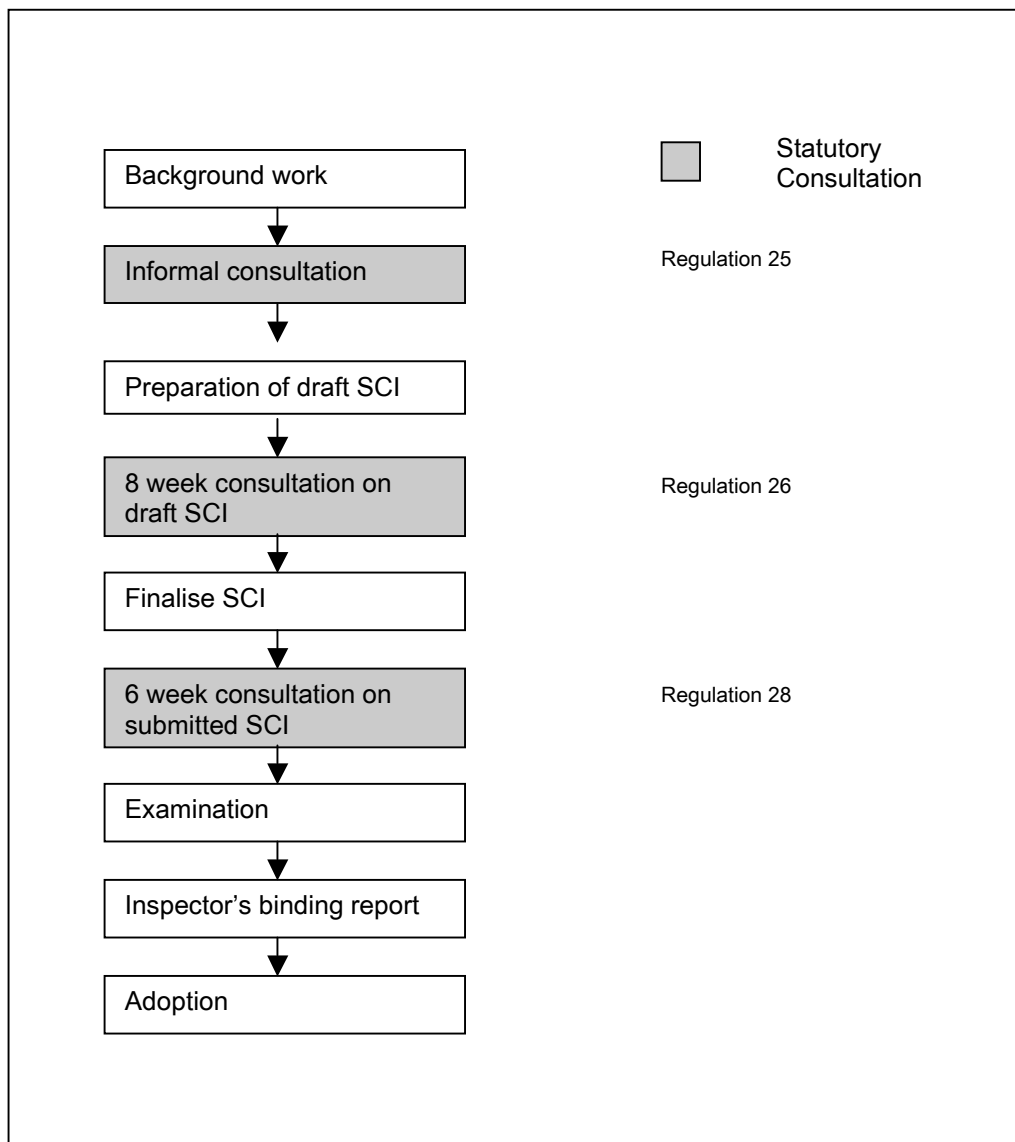 Background work
Statutory
Consultation
Informal consultation
Regulation 25
Preparation of draft SCI
8 week consultation on
draft SCI
Regulation 26
Finalise SCI
6 week consultation on
submitted SCI
Regulation 28
Examination
Inspector’s binding report
Adoption